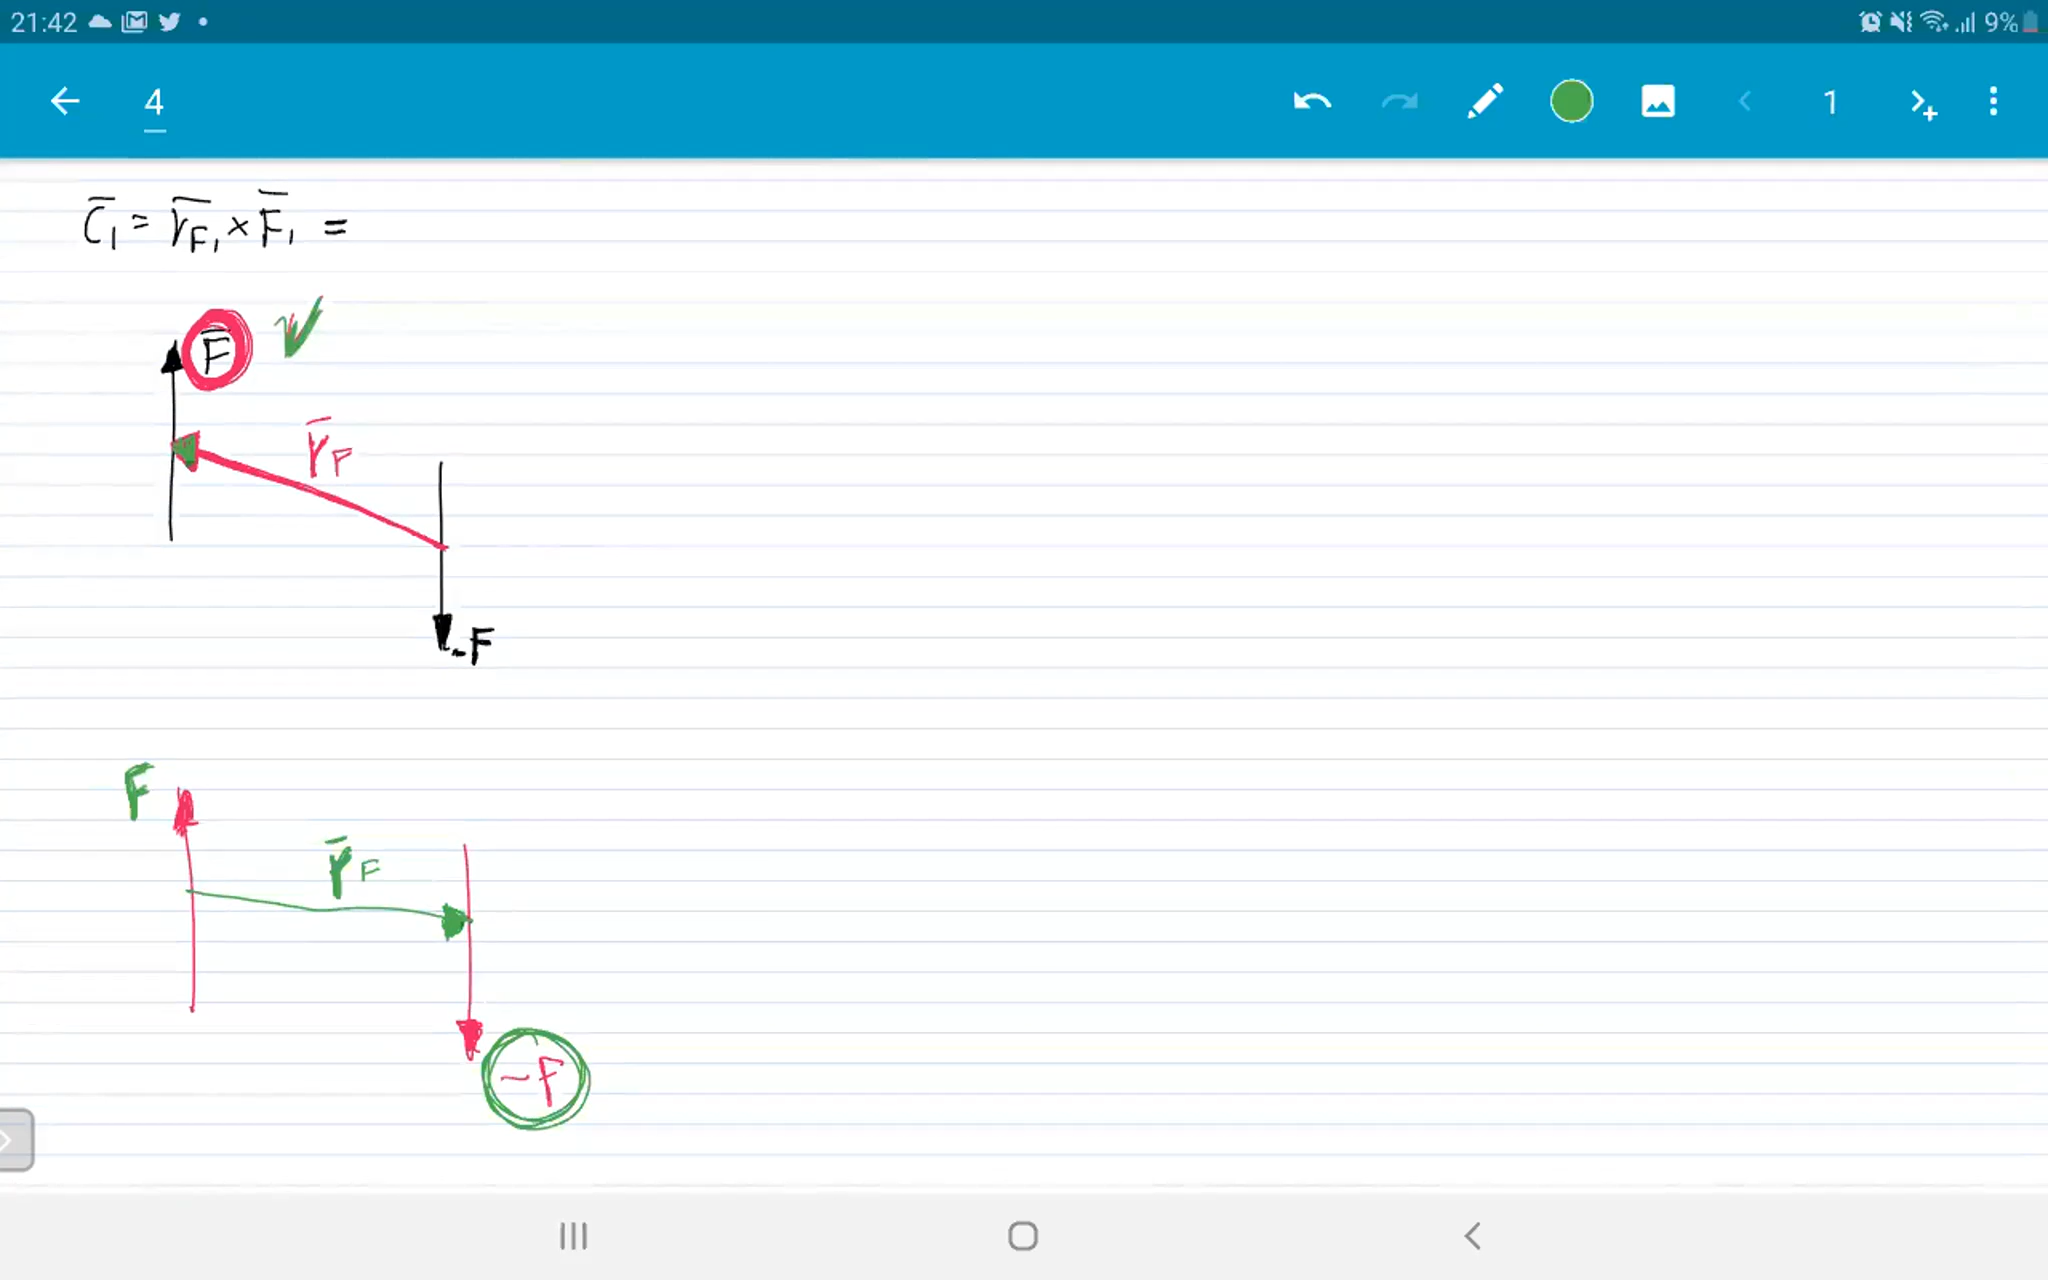 21:42 9%
4 1
C̄₁ = r̄F₁ × F̄₁ =
F̄
r̄F
-F
F
r̄F
-F